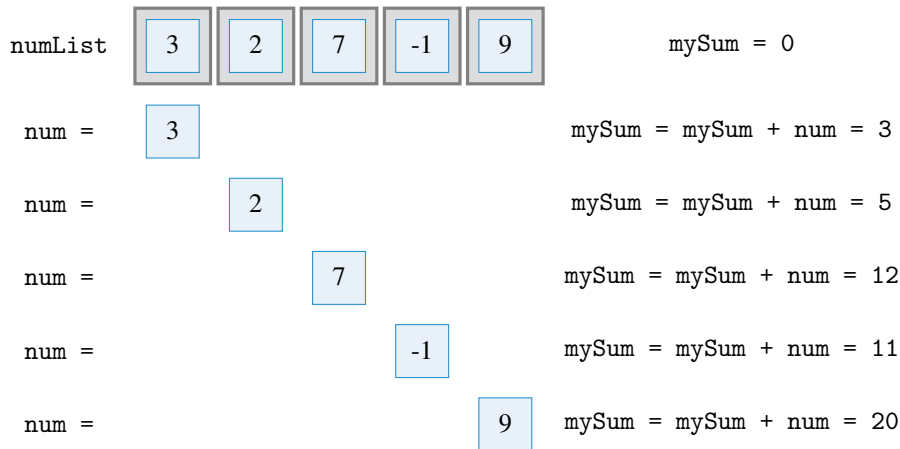 numList 3 2 7 -1 9 mySum = 0
num = 3 mySum = mySum + num = 3
num = 2 mySum = mySum + num = 5
num = 7 mySum = mySum + num = 12
num = -1 mySum = mySum + num = 11
num = 9 mySum = mySum + num = 20